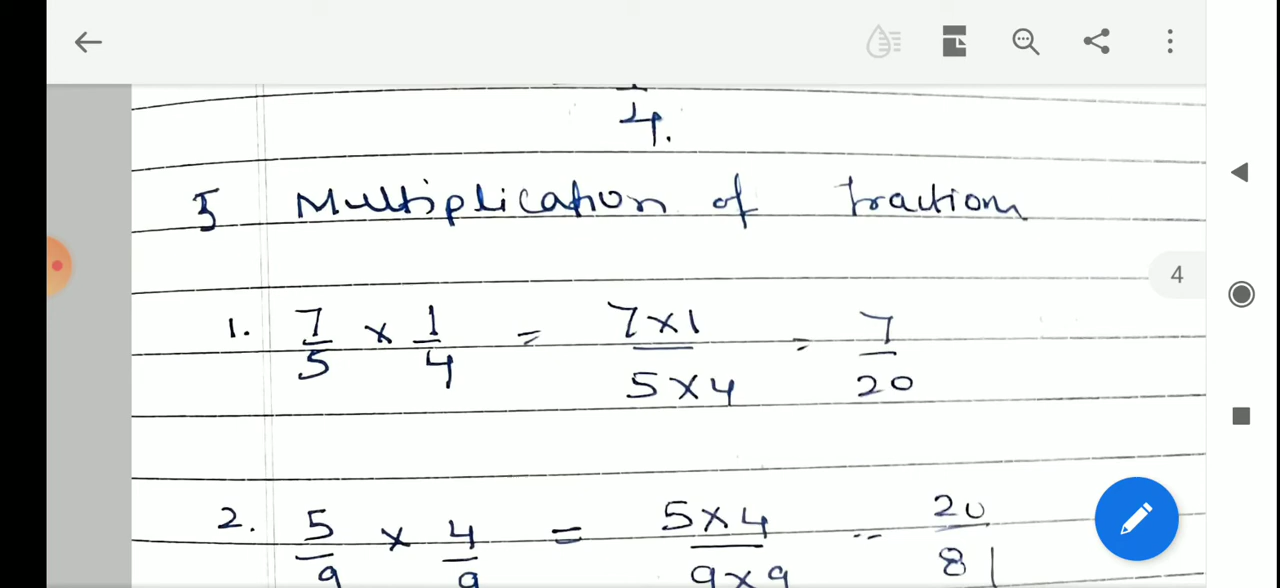 4.
5 Multiplication of fraction
4
1. 7/5 × 1/4 = 7×1/5×4 = 7/20
2. 5/9 × 4/9 = 5×4/9×9 = 20/81